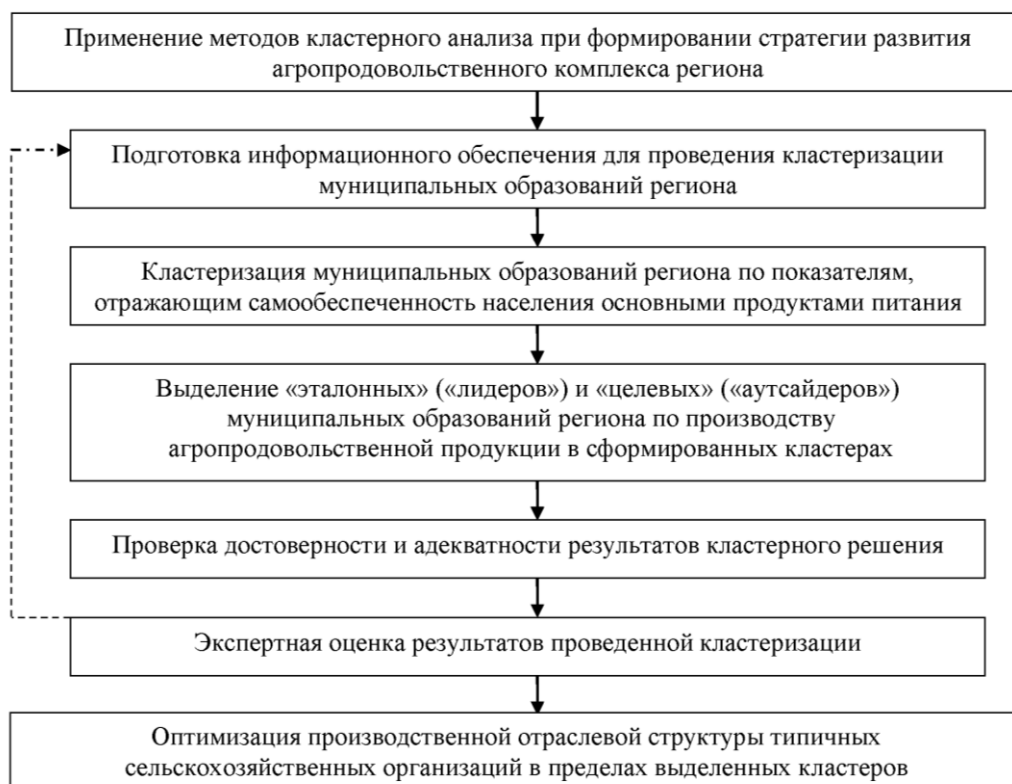 Применение методов кластерного анализа при формировании стратегии развития
агропродовольственного комплекса региона
Подготовка информационного обеспечения для проведения кластеризации
муниципальных образований региона
Кластеризация муниципальных образований региона по показателям,
отражающим самообеспеченность населения основными продуктами питания
Выделение «эталонных» («лидеров») и «целевых» («аутсайдеров»)
муниципальных образований региона по производству
агропродовольственной продукции в сформированных кластерах
Проверка достоверности и адекватности результатов кластерного решения
Экспертная оценка результатов проведенной кластеризации
Оптимизация производственной отраслевой структуры типичных
сельскохозяйственных организаций в пределах выделенных кластеров